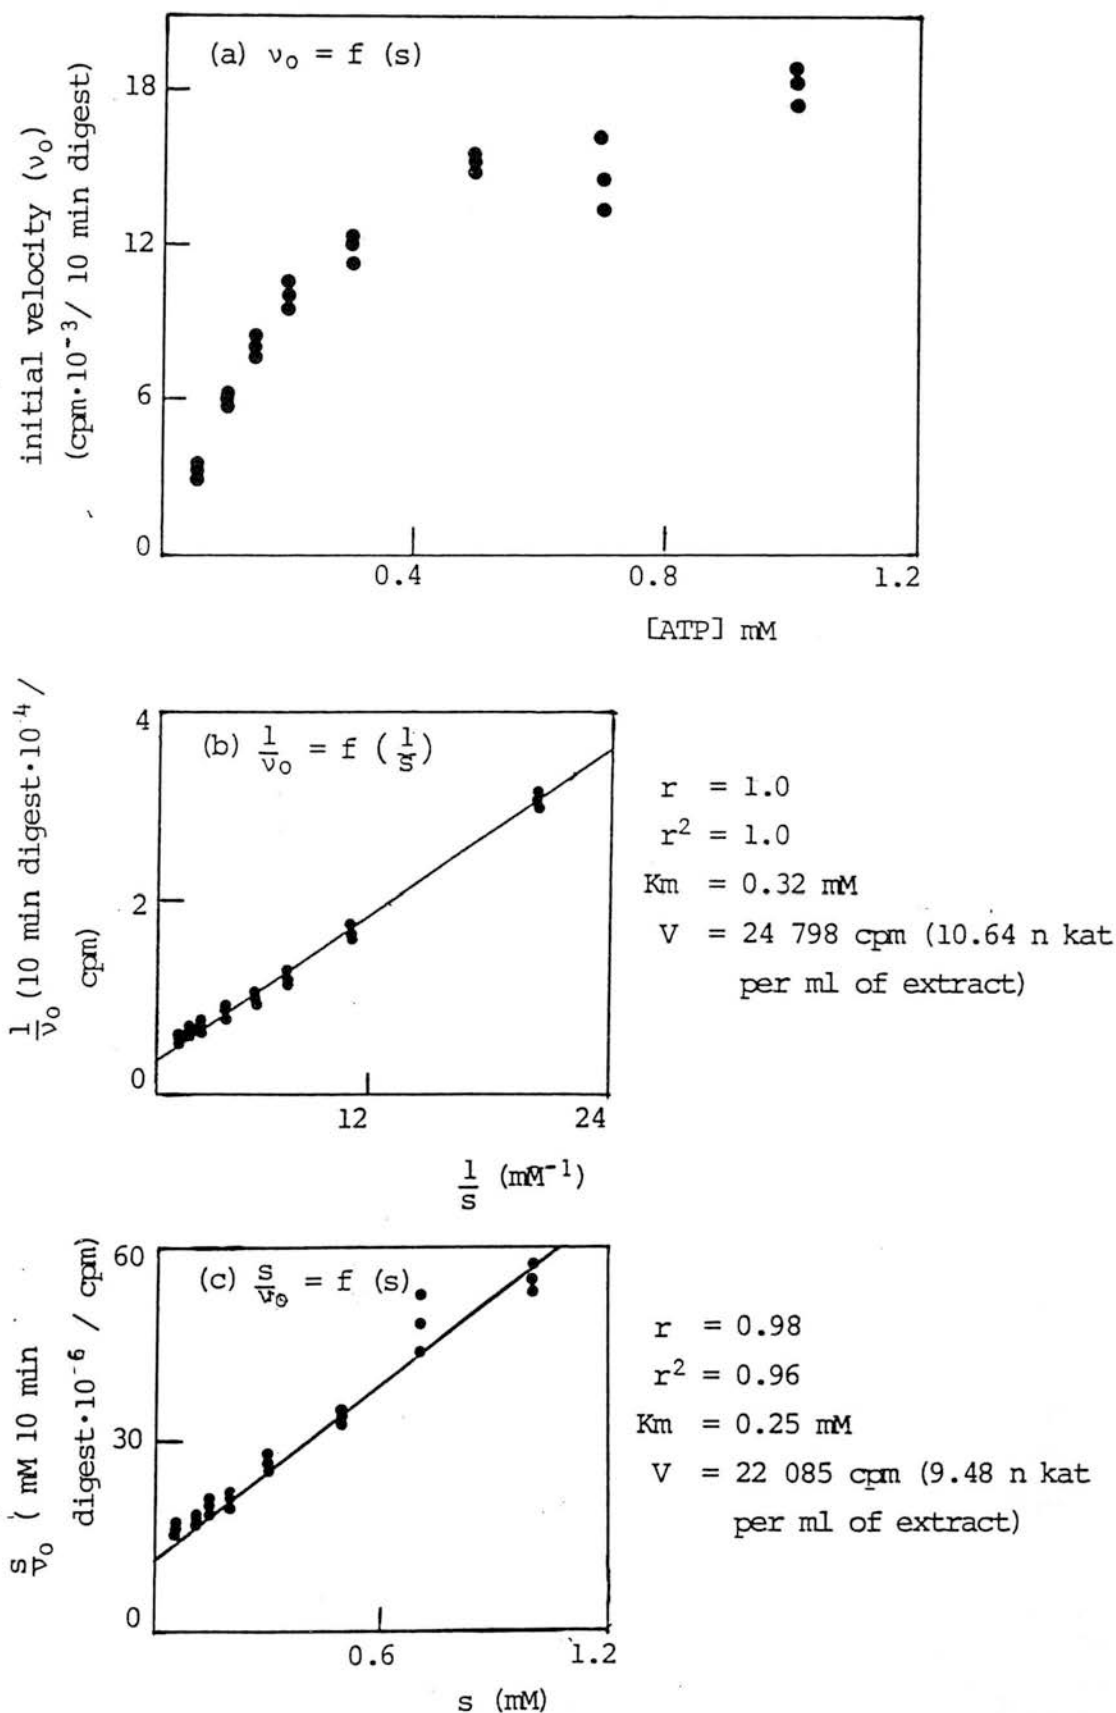 (a) ν₀ = f (s)
initial velocity (ν₀)
(cpm·10⁻³/ 10 min digest)
18
12
6
0
0.4
0.8
1.2
[ATP] mM
(b) 1/ν₀ = f (1/s)
1/ν₀ (10 min digest·10⁻⁴ /
cpm)
4
2
0
12
24
1/s (mM⁻¹)
r = 1.0
r² = 1.0
Km = 0.32 mM
V = 24 798 cpm (10.64 n kat
per ml of extract)
(c) s/ν₀ = f (s)
s/ν₀ ( mM 10 min
digest·10⁻⁶ / cpm)
60
30
0
0.6
1.2
s (mM)
r = 0.98
r² = 0.96
Km = 0.25 mM
V = 22 085 cpm (9.48 n kat
per ml of extract)